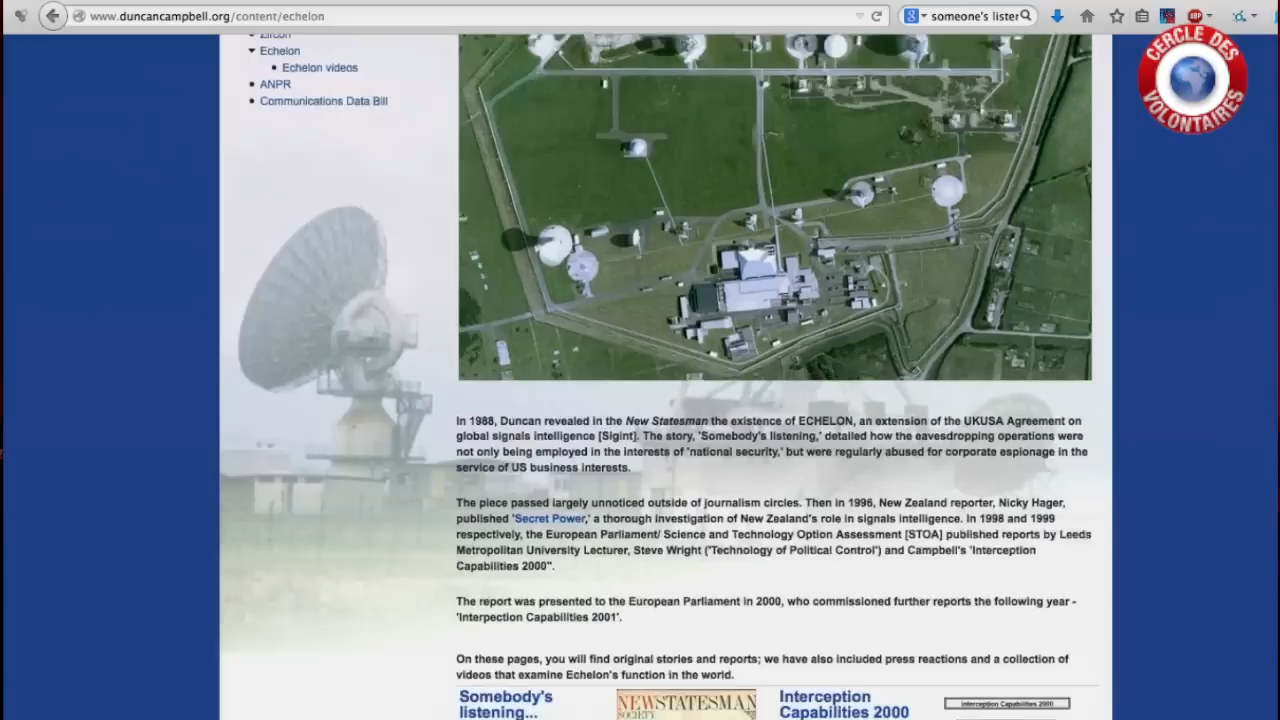 www.duncancampbell.org/content/echelon
someone's lister
CERCLE DES
VOLONTAIRES
Zircon
Echelon
Echelon videos
ANPR
Communications Data Bill
In 1988, Duncan revealed in the New Statesman the existence of ECHELON, an extension of the UKUSA Agreement on
global signals intelligence [Sigint]. The story, 'Somebody's listening,' detailed how the eavesdropping operations were
not only being employed in the interests of 'national security,' but were regularly abused for corporate espionage in the
service of US business interests.
The piece passed largely unnoticed outside of journalism circles. Then in 1996, New Zealand reporter, Nicky Hager,
published 'Secret Power,' a thorough investigation of New Zealand's role in signals intelligence. In 1998 and 1999
respectively, the European Parliament/ Science and Technology Option Assessment [STOA] published reports by Leeds
Metropolitan University Lecturer, Steve Wright ('Technology of Political Control') and Campbell's 'Interception
Capabilities 2000".
The report was presented to the European Parliament in 2000, who commissioned further reports the following year -
'Interpection Capabilities 2001'.
On these pages, you will find original stories and reports; we have also included press reactions and a collection of
videos that examine Echelon's function in the world.
Somebody's
listening...
NEWSTATESMAN
SOCIETY
Interception
Capabilities 2000
Interception Capabilities 2000